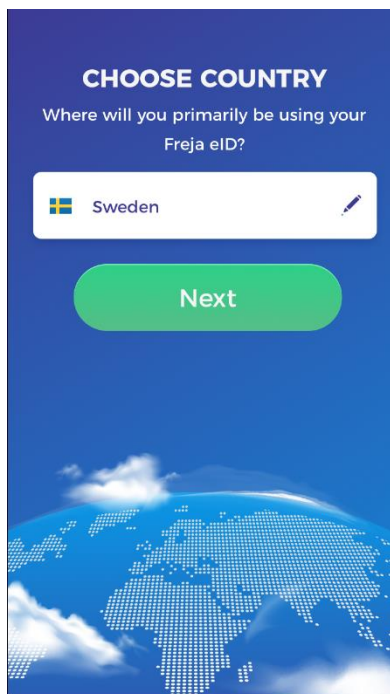 CHOOSE COUNTRY
Where will you primarily be using your
Freja eID?
Sweden
Next